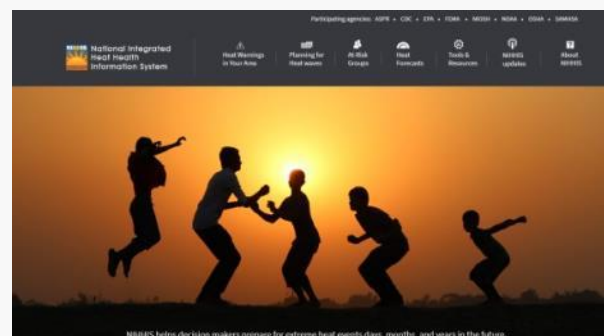 Participating agencies: ASPR • CDC • EPA • FEMA • NIOSH • NOAA • OSHA • SAMHSA
National Integrated
Heat Health
Information System
Heat Warnings
in Your Area
Planning for
Heat waves
At-Risk
Groups
Heat
Forecasts
Tools &
Resources
NIHHIS
updates
About
NIHHIS
NIHHIS helps decision makers prepare for extreme heat events days, months, and years in the future.